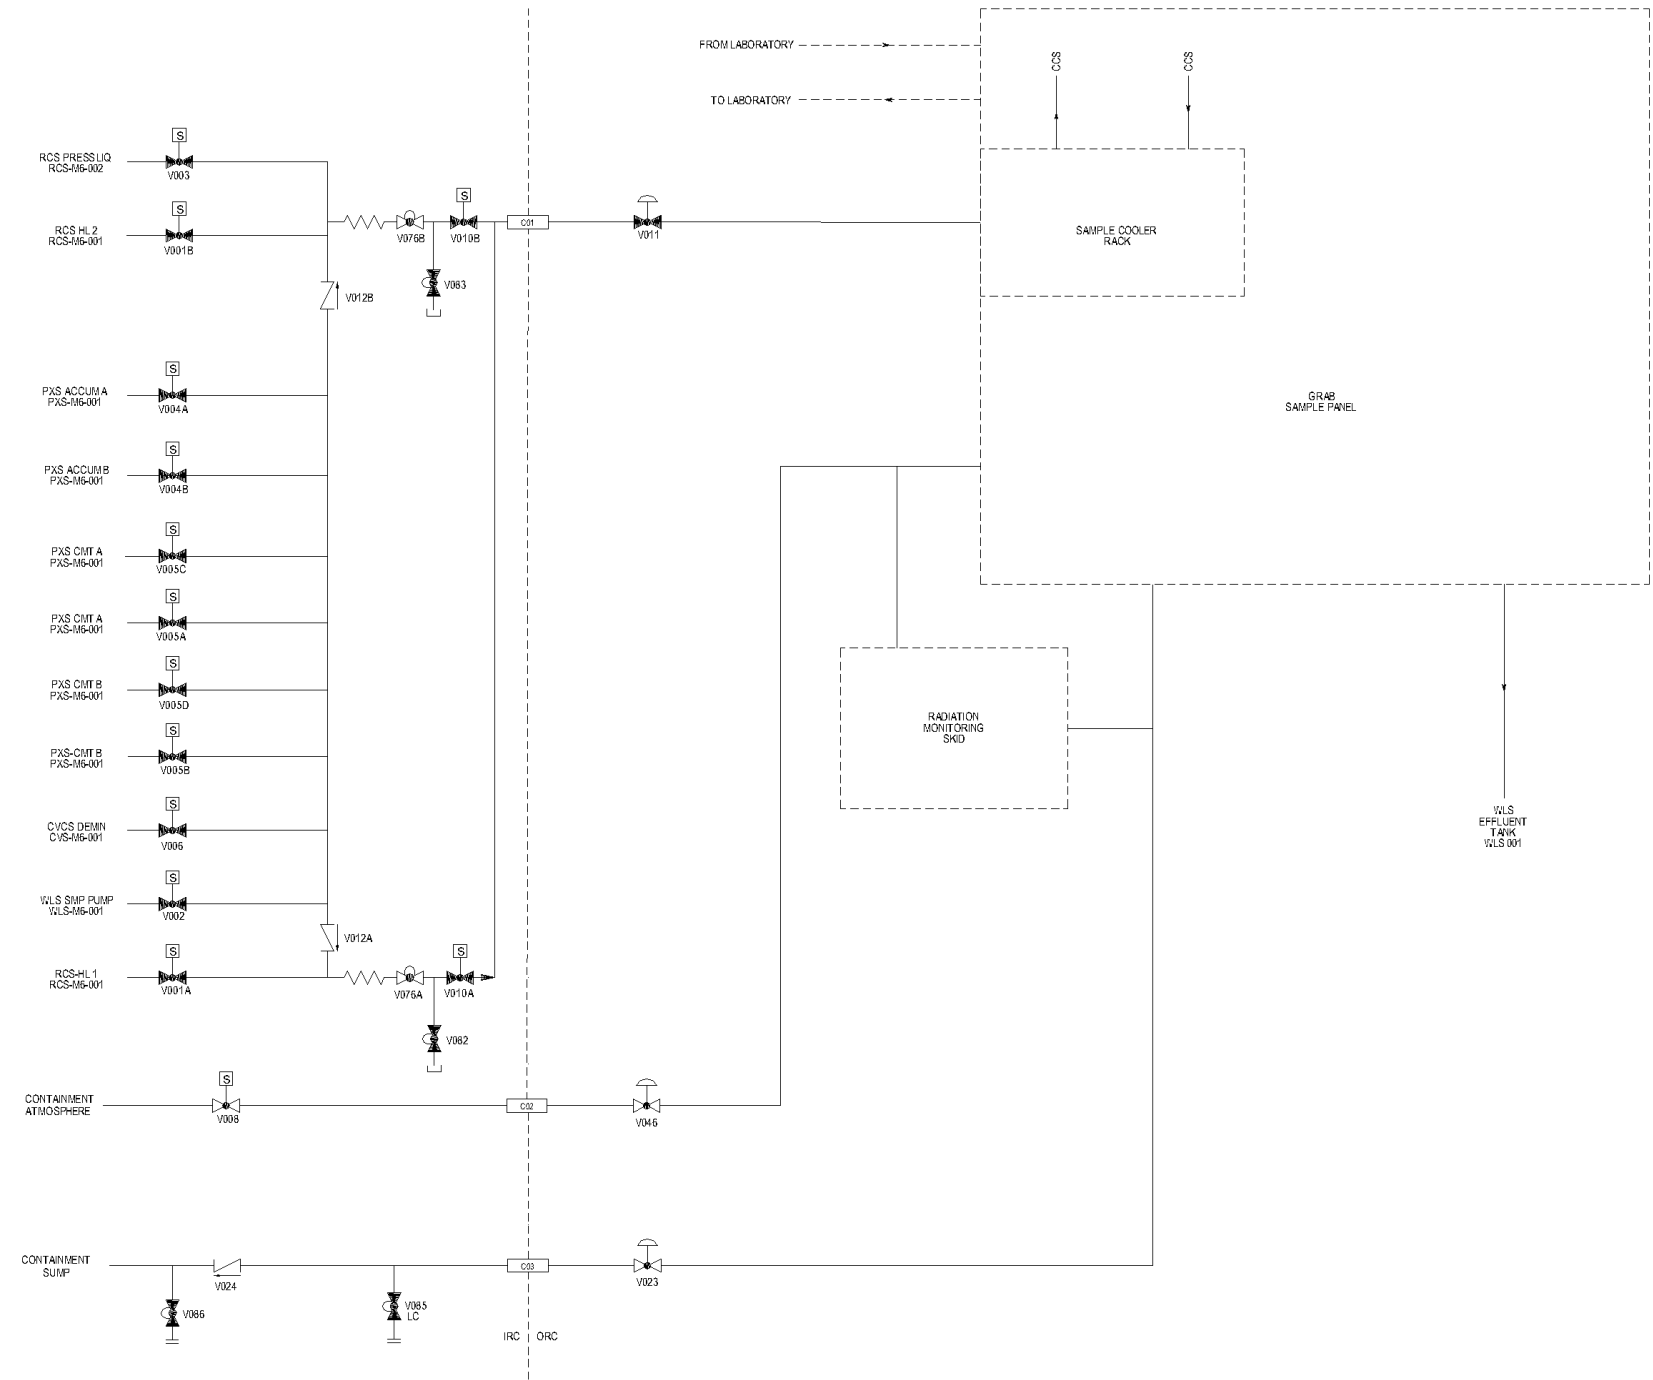 FROM LABORATORY
TO LABORATORY
CCS
CCS
S
RCS PRESS LIQ
RCS-M6-002
V003
S
RCS HL 2
RCS-M6-001
V001B
V076B
S
V010B
C01
V011
SAMPLE COOLER
RACK
V083
V012B
S
PXS ACCUM A
PXS-M6-001
V004A
GRAB
SAMPLE PANEL
S
PXS ACCUM B
PXS-M6-001
V004B
S
PXS CMT A
PXS-M6-001
V005C
S
PXS CMT A
PXS-M6-001
V005A
S
PXS CMT B
PXS-M6-001
V005D
S
PXS-CMT B
PXS-M6-001
V005B
RADIATION
MONITORING
SKID
S
CVCS DEMIN
CVS-M6-001
V006
WLS
EFFLUENT
TANK
WLS 001
S
WLS SMP PUMP
WLS-M6-001
V002
V012A
S
RCS-HL 1
RCS-M6-001
V001A
V076A
S
V010A
V082
S
CONTAINMENT
ATMOSPHERE
V008
C02
V046
CONTAINMENT
SUMP
V024
V086
V085
LC
C03
V023
IRC
ORC